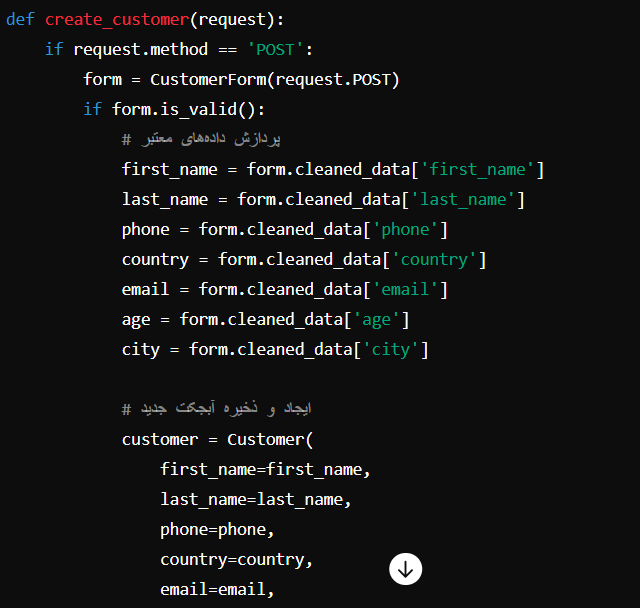 def create_customer(request):
    if request.method == 'POST':
        form = CustomerForm(request.POST)
        if form.is_valid():
            # پردازش داده‌های معتبر
            first_name = form.cleaned_data['first_name']
            last_name = form.cleaned_data['last_name']
            phone = form.cleaned_data['phone']
            country = form.cleaned_data['country']
            email = form.cleaned_data['email']
            age = form.cleaned_data['age']
            city = form.cleaned_data['city']

            # ایجاد و ذخیره آبجکت جدید
            customer = Customer(
                first_name=first_name,
                last_name=last_name,
                phone=phone,
                country=country,
                email=email,